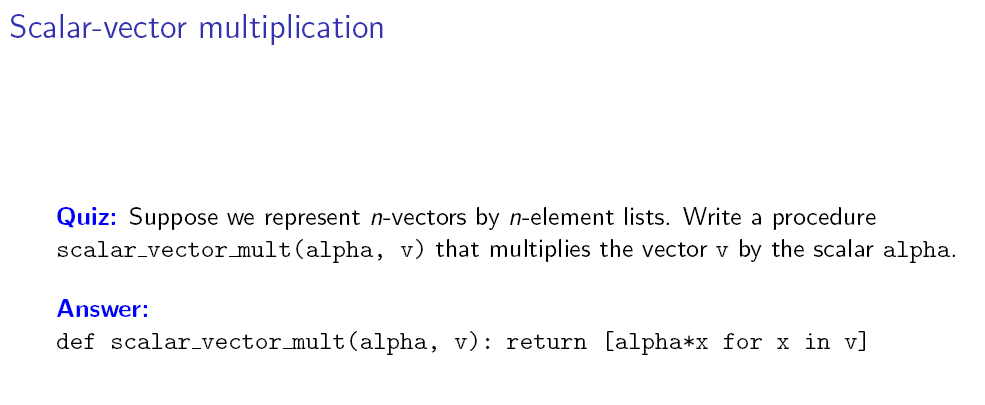 Scalar-vector multiplication
Quiz: Suppose we represent n-vectors by n-element lists. Write a procedure
scalar_vector_mult(alpha, v) that multiplies the vector v by the scalar alpha.
Answer:
def scalar_vector_mult(alpha, v): return [alpha*x for x in v]